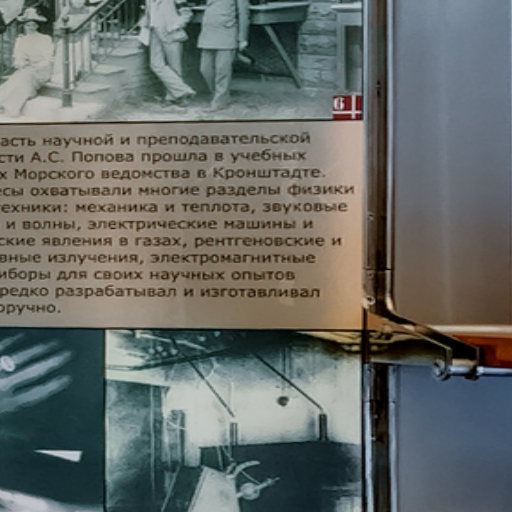 6
асть научной и преподавательской
сти А.С. Попова прошла в учебных
х Морского ведомства в Кронштадте.
есы охватывали многие разделы физики
ехники: механика и теплота, звуковые
и волны, электрические машины и
ские явления в газах, рентгеновские и
вные излучения, электромагнитные
иборы для своих научных опытов
редко разрабатывал и изготавливал
оручно.